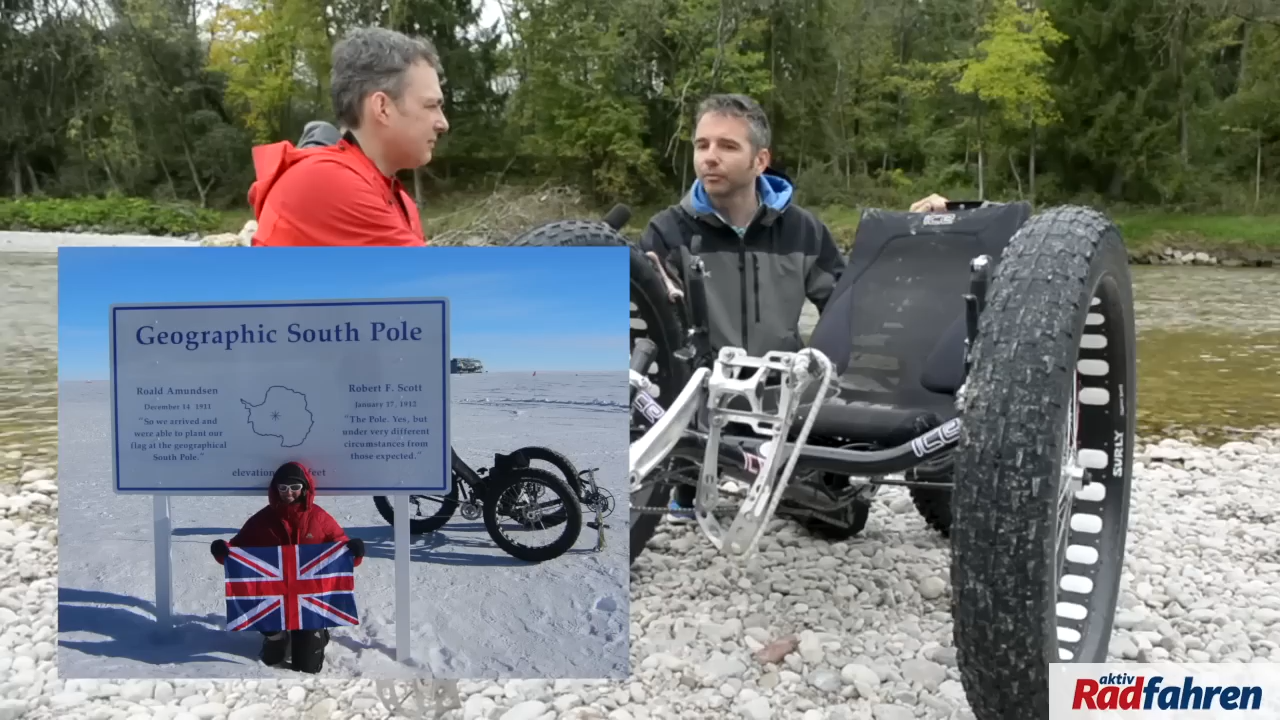 Geographic South Pole
Roald Amundsen
December 14 1911
"So we arrived and
were able to plant our
flag at the geographical
South Pole."
Robert F. Scott
January 17, 1912
"The Pole. Yes, but
under very different
circumstances from
those expected."
elevation
feet
ICE
ICE
SURLY
aktiv
Radfahren